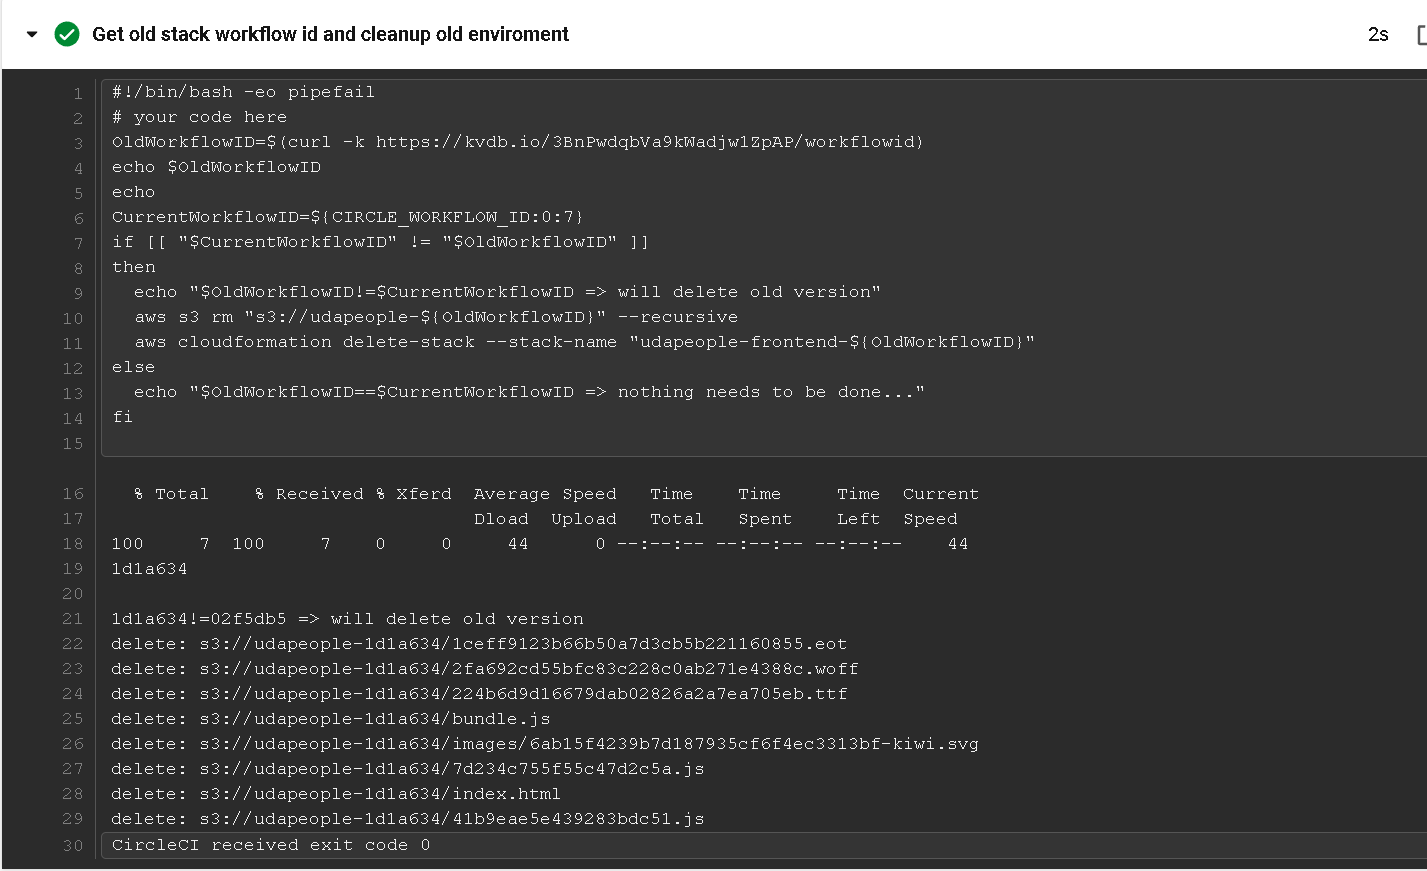 Get old stack workflow id and cleanup old enviroment 2s
1 #!/bin/bash -eo pipefail
2 # your code here
3 OldWorkflowID=$(curl -k https://kvdb.io/3BnPwdqbVa9kWadjw1ZpAP/workflowid)
4 echo $OldWorkflowID
5 echo
6 CurrentWorkflowID=${CIRCLE_WORKFLOW_ID:0:7}
7 if [[ "$CurrentWorkflowID" != "$OldWorkflowID" ]]
8 then
9   echo "$OldWorkflowID!=$CurrentWorkflowID => will delete old version"
10   aws s3 rm "s3://udapeople-${OldWorkflowID}" --recursive
11   aws cloudformation delete-stack --stack-name "udapeople-frontend-${OldWorkflowID}"
12 else
13   echo "$OldWorkflowID==$CurrentWorkflowID => nothing needs to be done..."
14 fi
15
16   % Total    % Received % Xferd  Average Speed   Time    Time     Time  Current
17                                  Dload  Upload   Total   Spent    Left  Speed
18 100     7  100     7    0     0     44      0 --:--:-- --:--:-- --:--:--    44
19 1d1a634
20
21 1d1a634!=02f5db5 => will delete old version
22 delete: s3://udapeople-1d1a634/1ceff9123b66b50a7d3cb5b221160855.eot
23 delete: s3://udapeople-1d1a634/2fa692cd55bfc83c228c0ab271e4388c.woff
24 delete: s3://udapeople-1d1a634/224b6d9d16679dab02826a2a7ea705eb.ttf
25 delete: s3://udapeople-1d1a634/bundle.js
26 delete: s3://udapeople-1d1a634/images/6ab15f4239b7d187935cf6f4ec3313bf-kiwi.svg
27 delete: s3://udapeople-1d1a634/7d234c755f55c47d2c5a.js
28 delete: s3://udapeople-1d1a634/index.html
29 delete: s3://udapeople-1d1a634/41b9eae5e439283bdc51.js
30 CircleCI received exit code 0